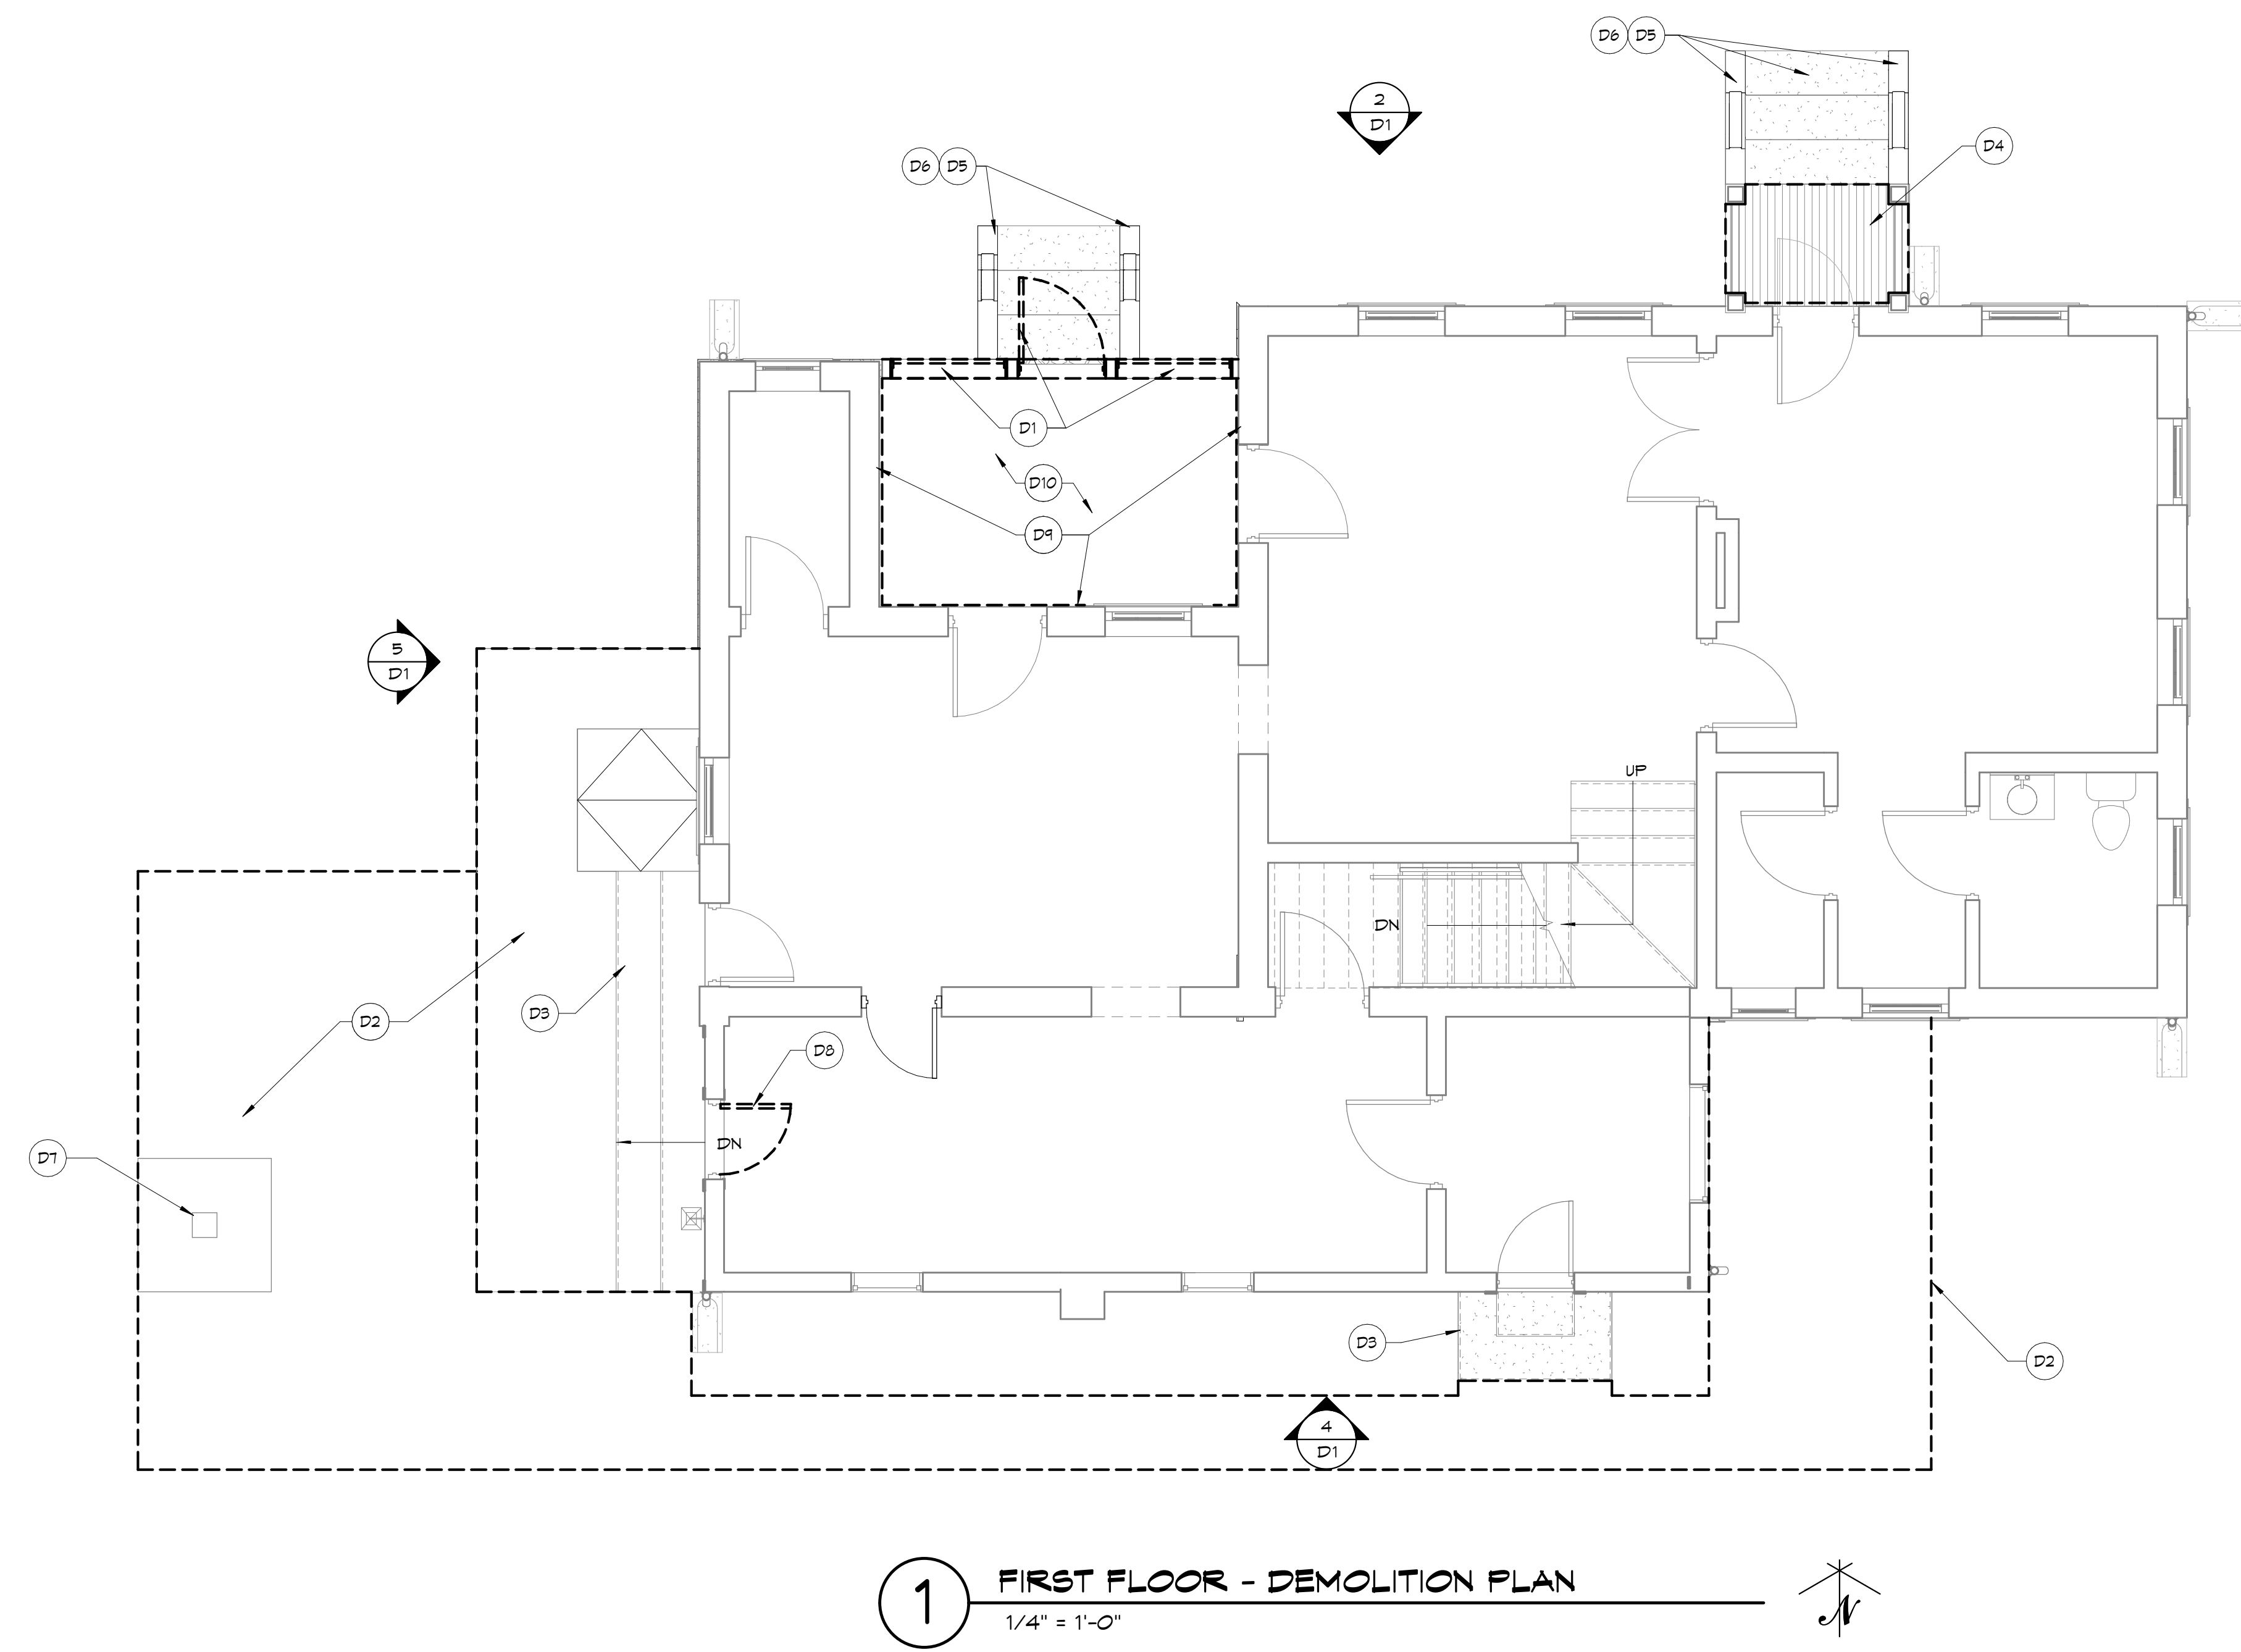 D6 D5
2
D1
D6 D5
D4
D1
D10
D9
5
D1
UP
DN
D2
D3
D8
DN
D7
D3
D2
4
D1
1
FIRST FLOOR - DEMOLITION PLAN
1/4" = 1'-0"
N